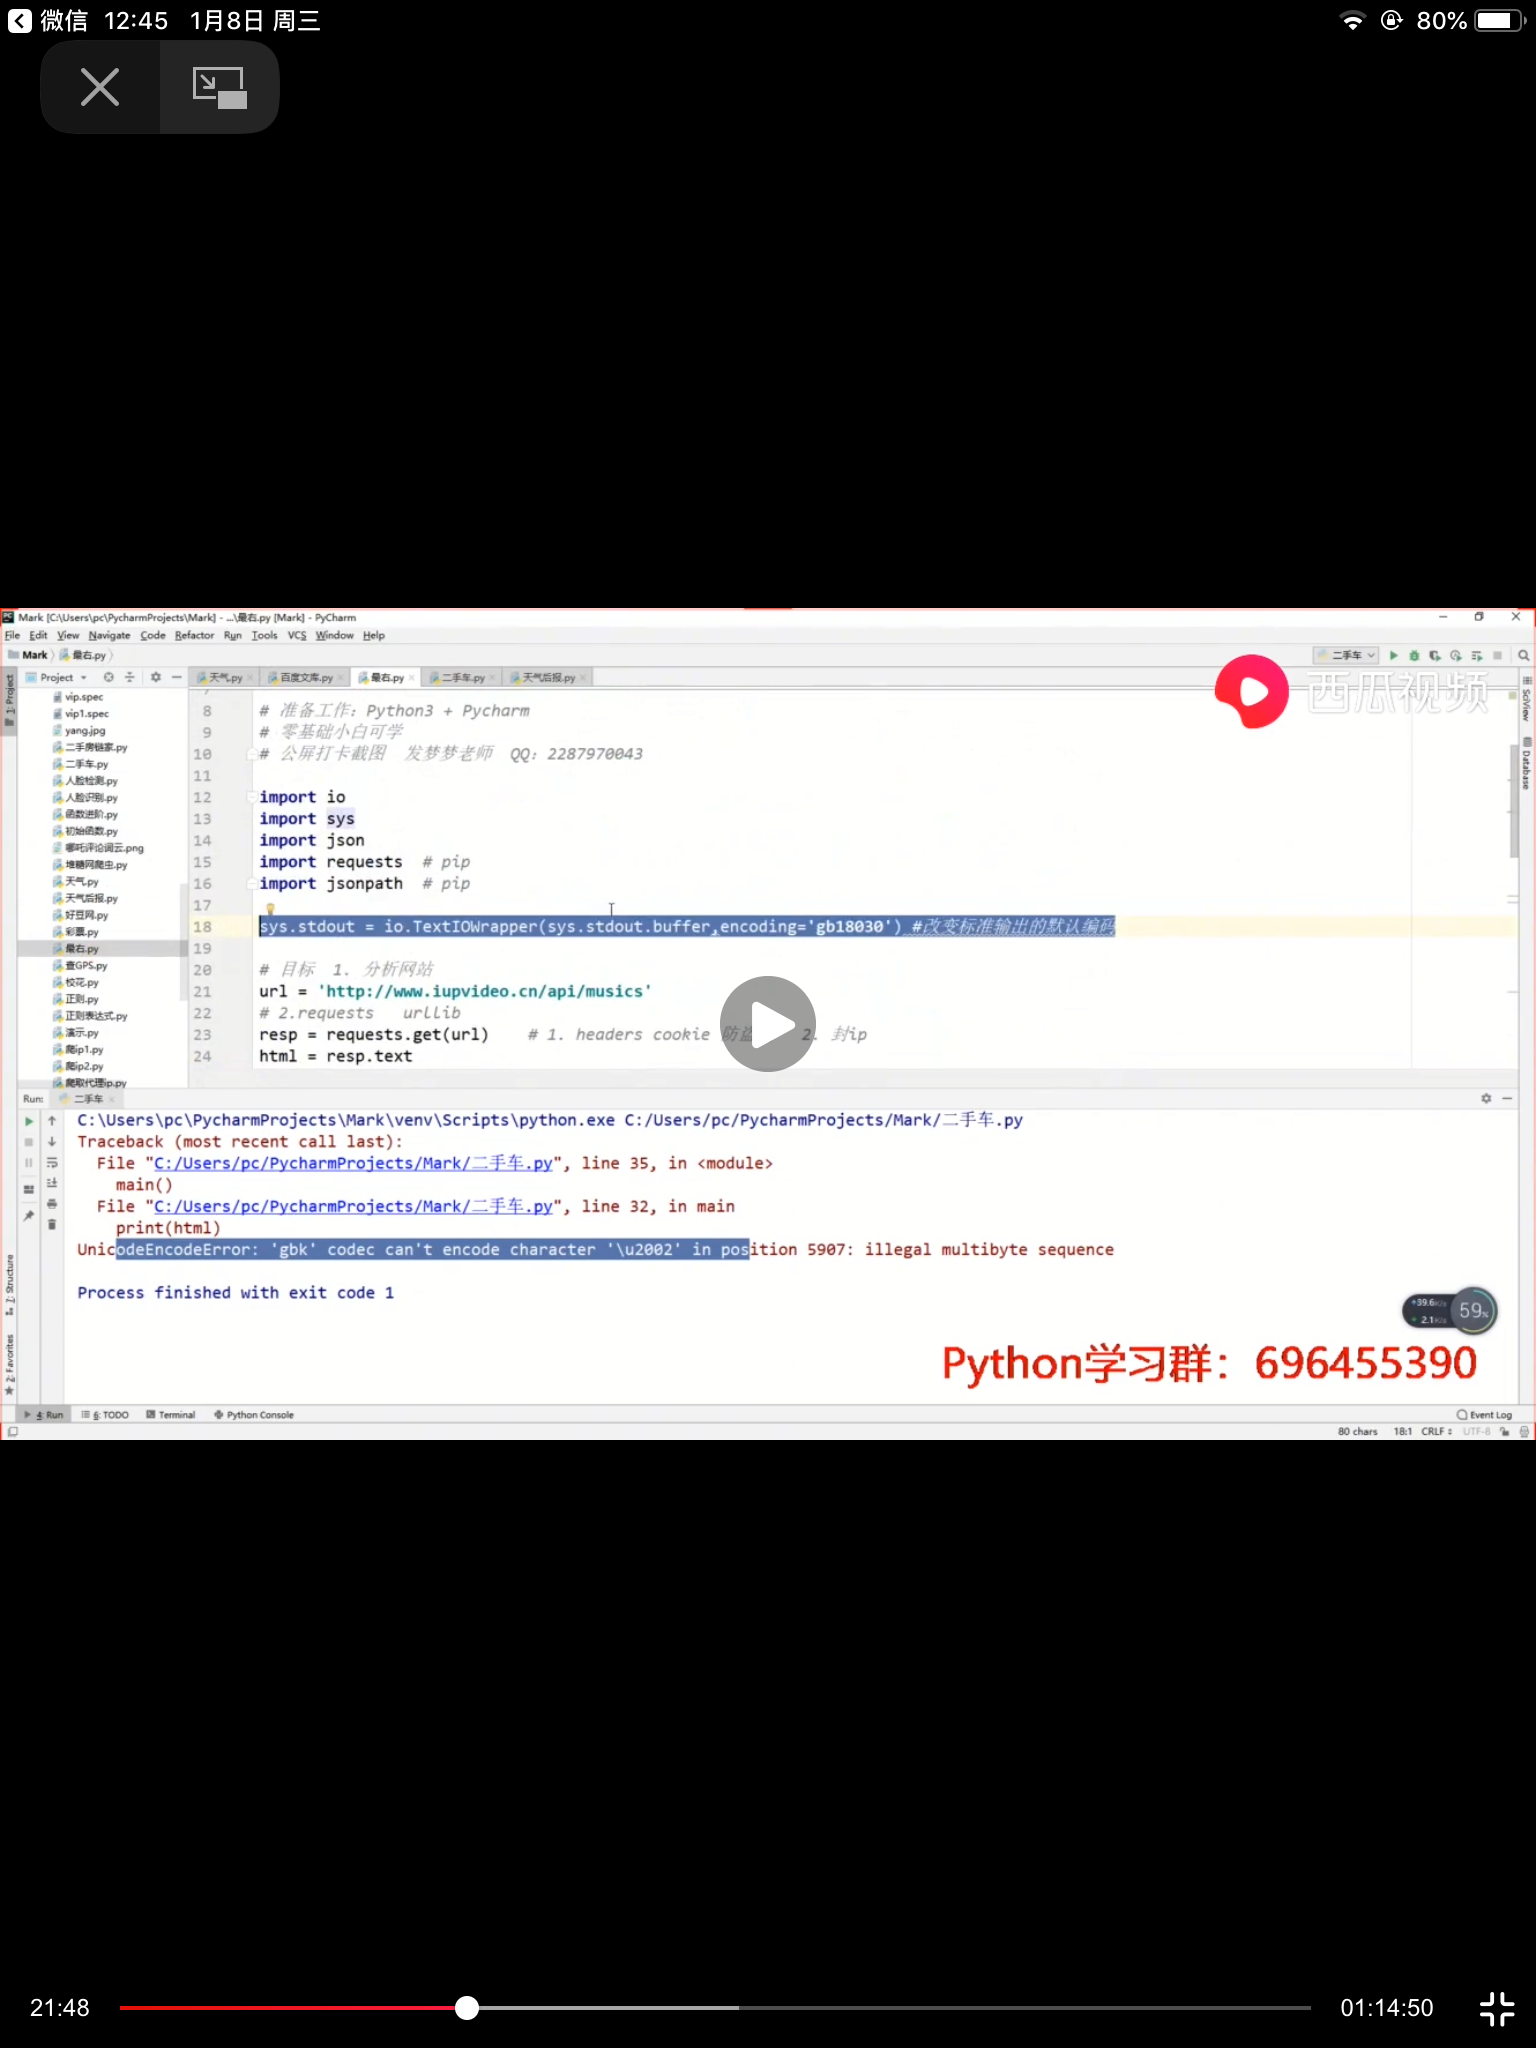 微信 12:45 1月8日 周三
80%
Mark [C:\Users\pc\PycharmProjects\Mark] - ...\最右.py [Mark] - PyCharm
File Edit View Navigate Code Refactor Run Tools VCS Window Help
Mark 最右.py
二手车
Project
天气.py 百度文库.py 最右.py 二手车.py 天气后报.py
西瓜视频
1: Project
SciView
Database
vip.spec
vip1.spec
yang.jpg
二手房链家.py
二手车.py
人脸检测.py
人脸识别.py
函数进阶.py
初始函数.py
哪吒评论词云.png
堆糖网爬虫.py
天气.py
天气后报.py
好豆网.py
彩票.py
最右.py
查GPS.py
校花.py
正则.py
正则表达式.py
演示.py
爬ip1.py
爬ip2.py
爬取代理ip.py
8 # 准备工作：Python3 + Pycharm
9 # 零基础小白可学
10 # 公屏打卡截图 发梦梦老师 QQ：2287970043
11
12 import io
13 import sys
14 import json
15 import requests # pip
16 import jsonpath # pip
17
18 sys.stdout = io.TextIOWrapper(sys.stdout.buffer,encoding='gb18030') #改变标准输出的默认编码
19
20 # 目标 1. 分析网站
21 url = 'http://www.iupvideo.cn/api/musics'
22 # 2.requests urllib
23 resp = requests.get(url) # 1. headers cookie 防盗 2. 封ip
24 html = resp.text
Run: 二手车
C:\Users\pc\PycharmProjects\Mark\venv\Scripts\python.exe C:/Users/pc/PycharmProjects/Mark/二手车.py
Traceback (most recent call last):
File "C:/Users/pc/PycharmProjects/Mark/二手车.py", line 35, in <module>
main()
File "C:/Users/pc/PycharmProjects/Mark/二手车.py", line 32, in main
print(html)
UnicodeEncodeError: 'gbk' codec can't encode character '\u2002' in position 5907: illegal multibyte sequence
Process finished with exit code 1
7: Structure
2: Favorites
+39.6K/s
2.1K/s
59%
Python学习群：696455390
4: Run 6: TODO Terminal Python Console
Event Log
80 chars 18:1 CRLF UTF-8
21:48
01:14:50